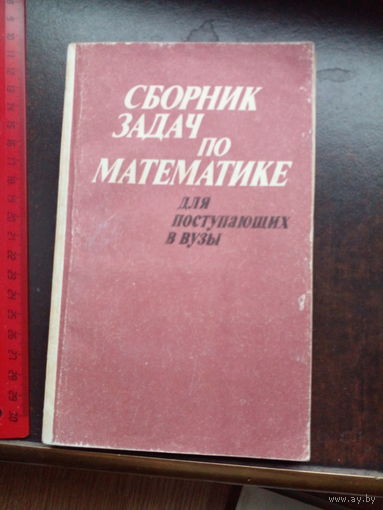 СБОРНИК
ЗАДАЧ
ПО
МАТЕМАТИКЕ
для
поступающих
в вузы
www.ay.by